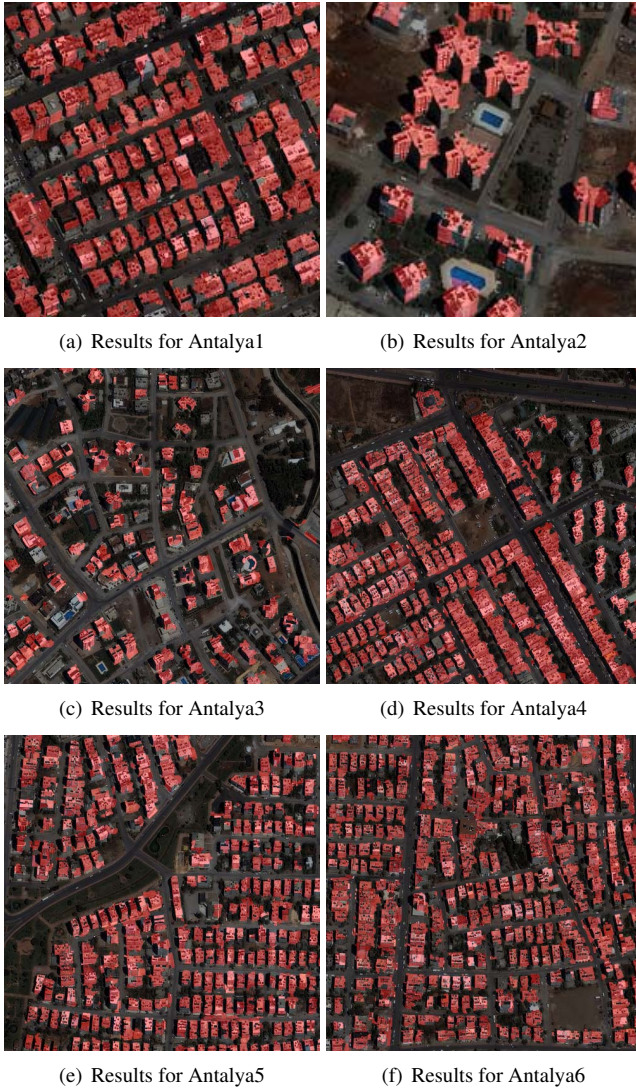 (a) Results for Antalya1
(b) Results for Antalya2
(c) Results for Antalya3
(d) Results for Antalya4
(e) Results for Antalya5
(f) Results for Antalya6